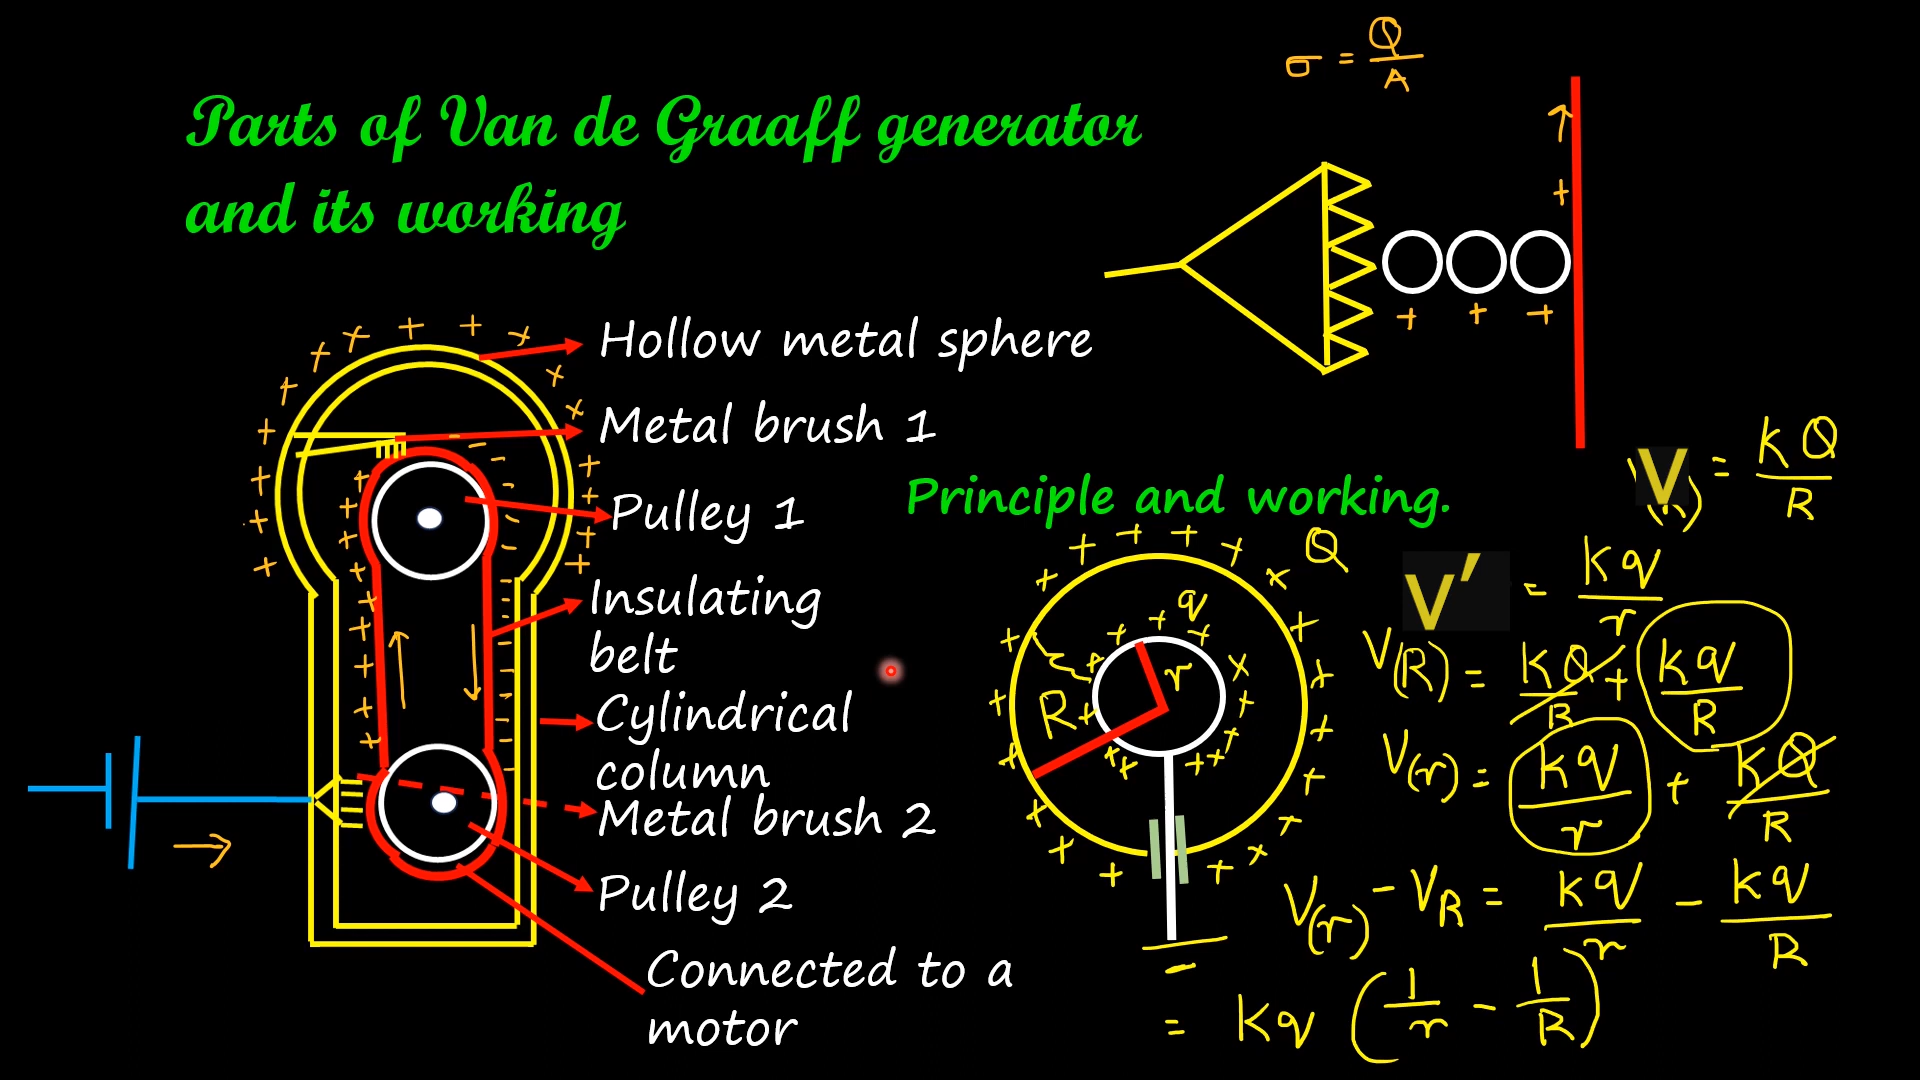 Parts of Van de Graaff generator
and its working
σ = Q/A
Hollow metal sphere
Metal brush 1
Pulley 1
Insulating
belt
Cylindrical
column
Metal brush 2
Pulley 2
Connected to a
motor
Principle and working.
Q
q
r
R
V = KQ/R
V′ = Kq/r
V(R) = KQ/R + Kq/R
V(r) = Kq/r + KQ/R
V(r) - VR = Kq/r - Kq/R
= Kq (1/r - 1/R)